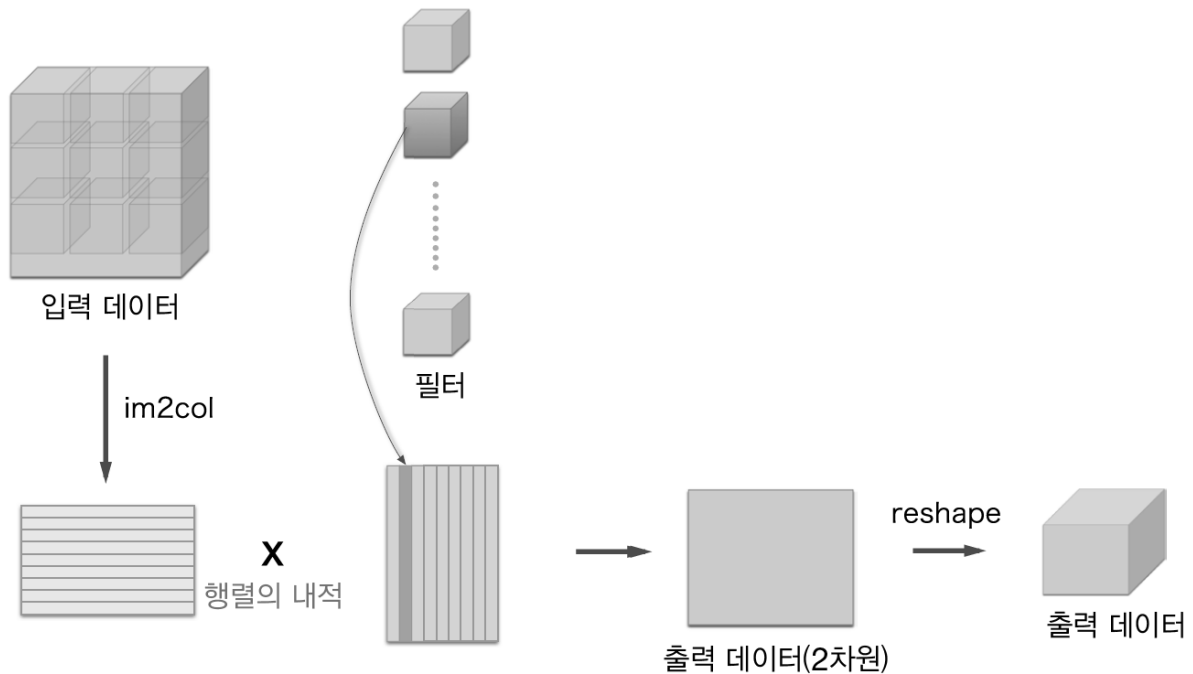 입력 데이터
필터
im2col
X
행렬의 내적
reshape
출력 데이터(2차원)
출력 데이터